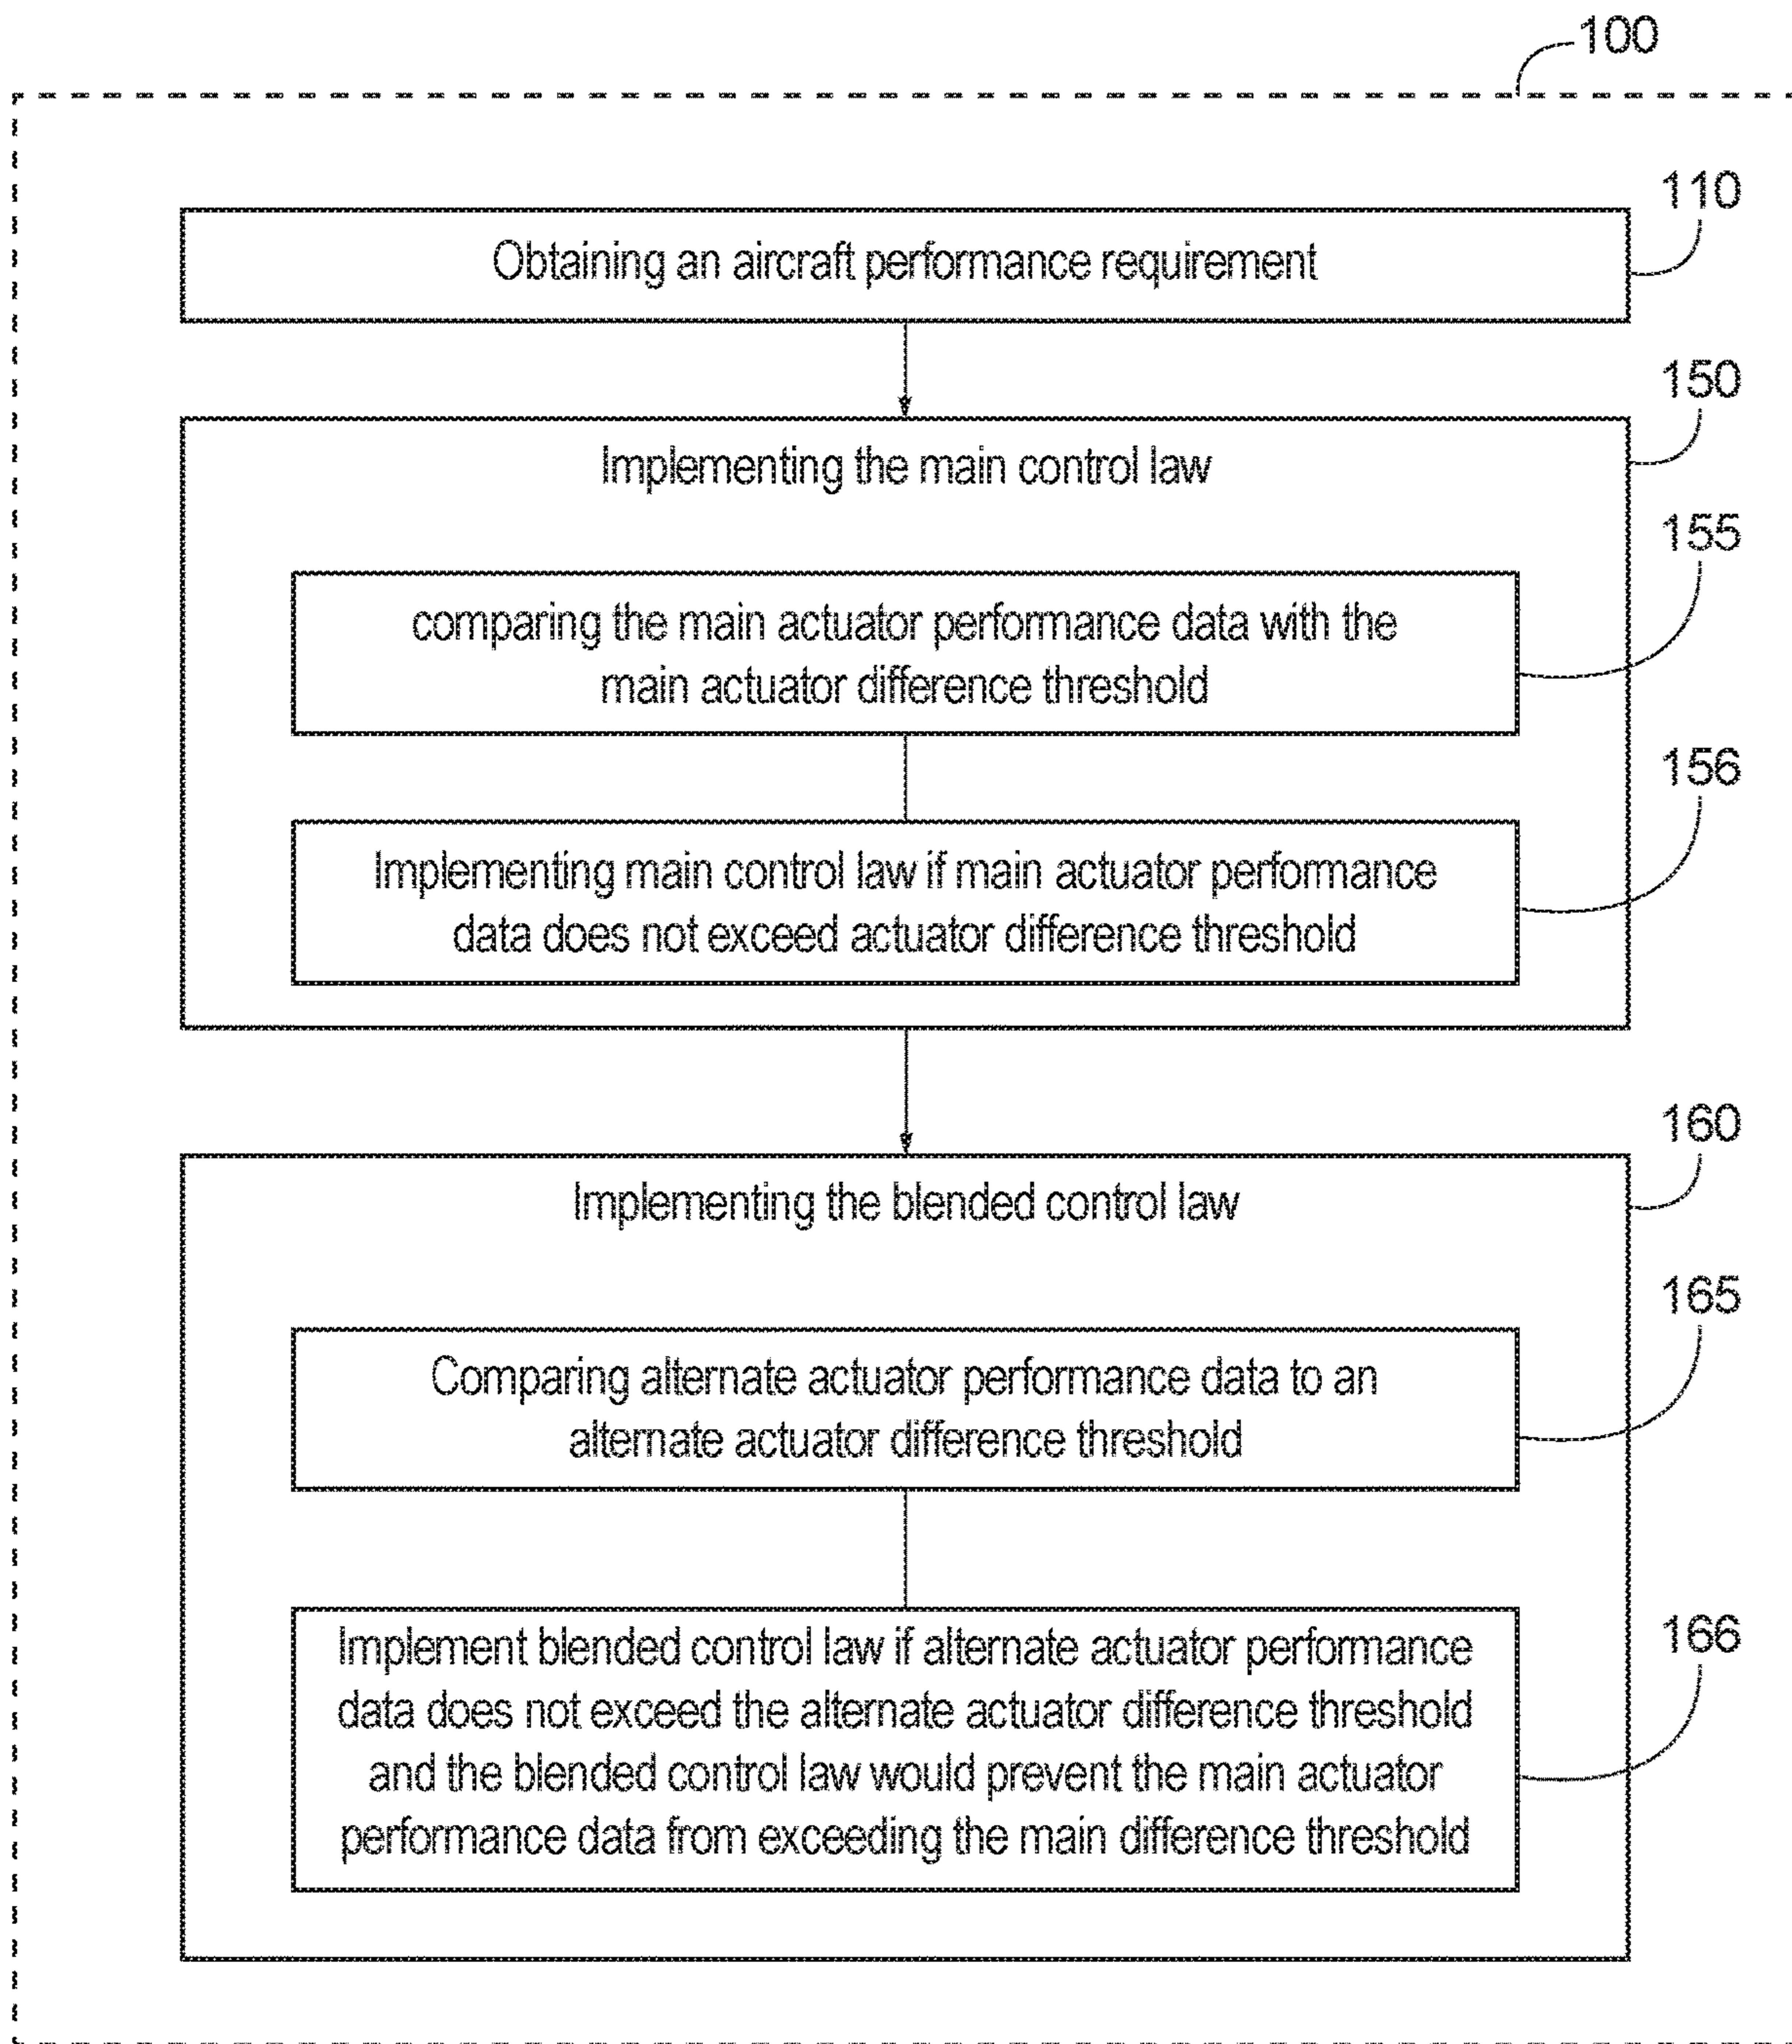 100
110
Obtaining an aircraft performance requirement
150
Implementing the main control law
155
comparing the main actuator performance data with the
main actuator difference threshold
156
Implementing main control law if main actuator performance
data does not exceed actuator difference threshold
160
Implementing the blended control law
165
Comparing alternate actuator performance data to an
alternate actuator difference threshold
166
Implement blended control law if alternate actuator performance
data does not exceed the alternate actuator difference threshold
and the blended control law would prevent the main actuator
performance data from exceeding the main difference threshold